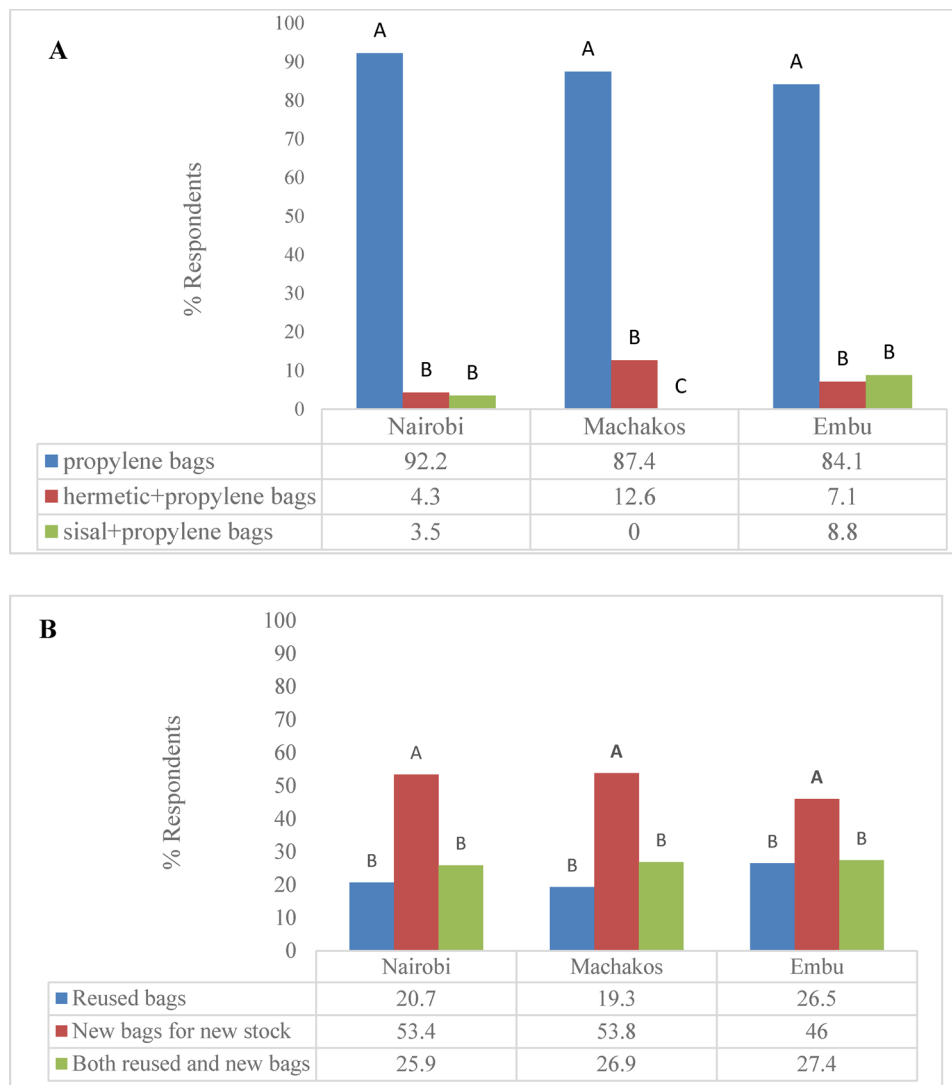 A
% Respondents
100
90
80
70
60
50
40
30
20
10
0
A
B
B
A
B
C
A
B
B
Nairobi Machakos Embu
propylene bags 92.2 87.4 84.1
hermetic+propylene bags 4.3 12.6 7.1
sisal+propylene bags 3.5 0 8.8
B
% Respondents
100
90
80
70
60
50
40
30
20
10
0
B
A
B
B
A
B
B
A
B
Nairobi Machakos Embu
Reused bags 20.7 19.3 26.5
New bags for new stock 53.4 53.8 46
Both reused and new bags 25.9 26.9 27.4